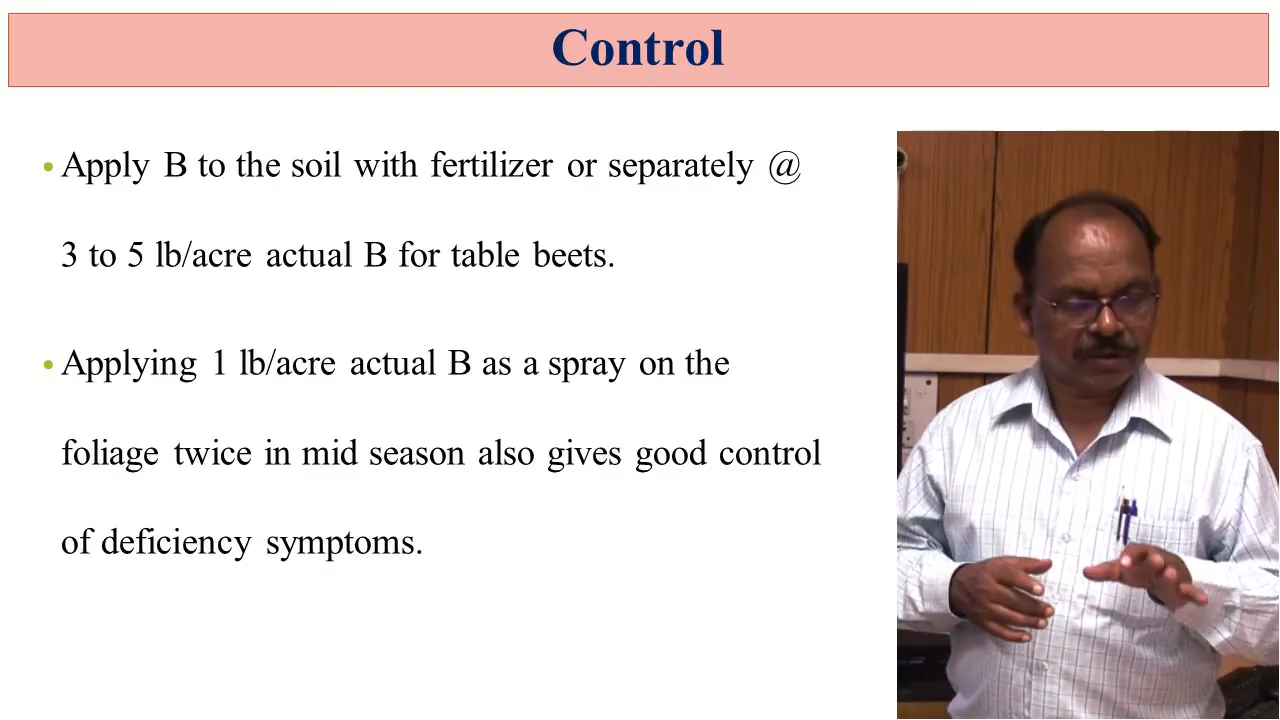 Control
• Apply B to the soil with fertilizer or separately @
3 to 5 lb/acre actual B for table beets.
• Applying 1 lb/acre actual B as a spray on the
foliage twice in mid season also gives good control
of deficiency symptoms.